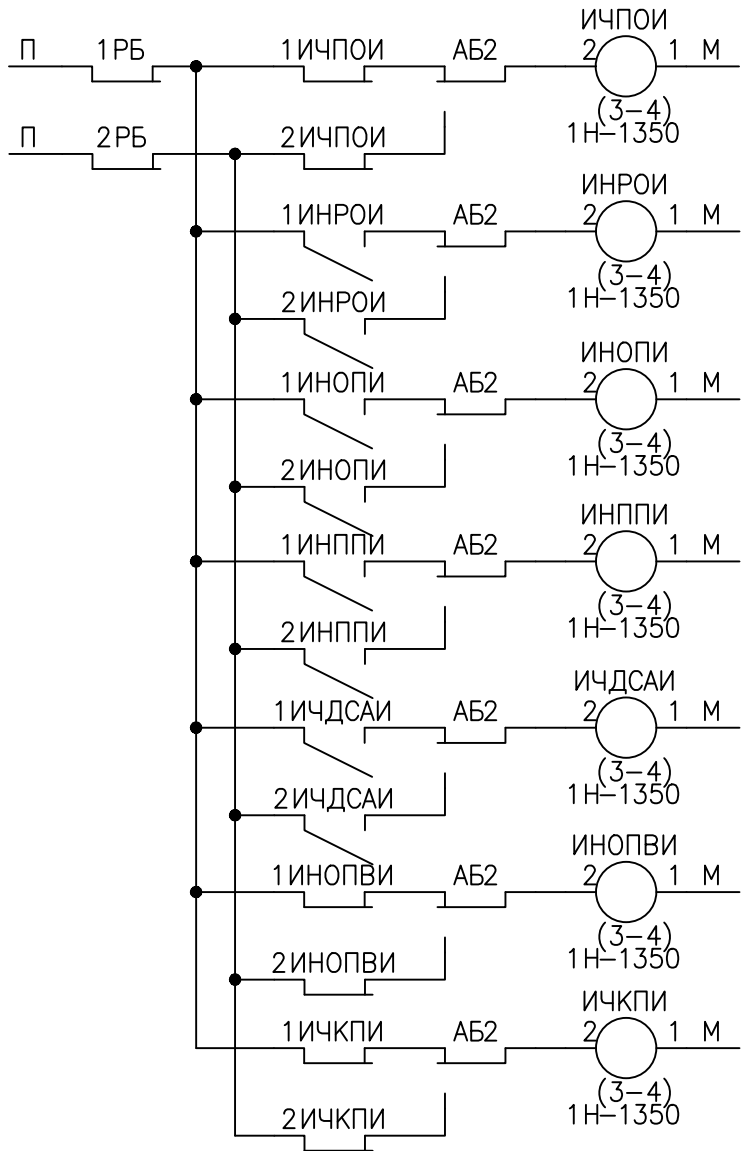 ИЧПОИ
П 1РБ 1ИЧПОИ АБ2 2 1 М
(3-4)
1Н-1350
П 2РБ 2ИЧПОИ
ИНРОИ
1ИНРОИ АБ2 2 1 М
(3-4)
1Н-1350
2ИНРОИ
ИНОПИ
1ИНОПИ АБ2 2 1 М
(3-4)
1Н-1350
2ИНОПИ
ИНППИ
1ИНППИ АБ2 2 1 М
(3-4)
1Н-1350
2ИНППИ
ИЧДСАИ
1ИЧДСАИ АБ2 2 1 М
(3-4)
1Н-1350
2ИЧДСАИ
ИНОПВИ
1ИНОПВИ АБ2 2 1 М
(3-4)
1Н-1350
2ИНОПВИ
ИЧКПИ
1ИЧКПИ АБ2 2 1 М
(3-4)
1Н-1350
2ИЧКПИ